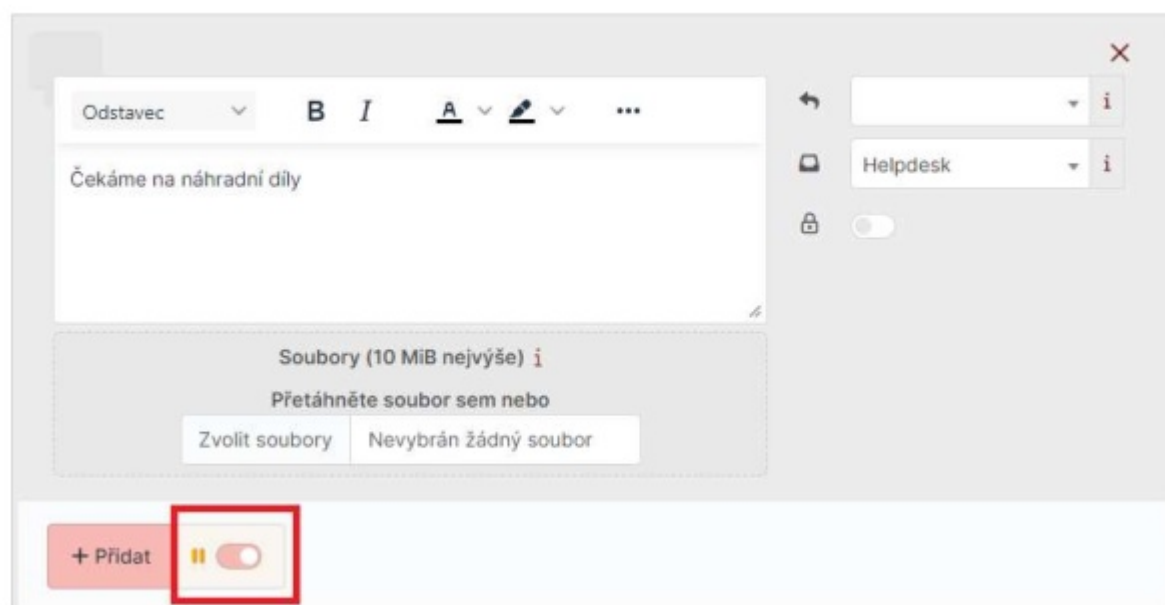 Odstavec B I A
Čekáme na náhradní díly
Helpdesk
Soubory (10 MiB nejvýše) i
Přetáhněte soubor sem nebo
Zvolit soubory Nevybrán žádný soubor
+ Přidat